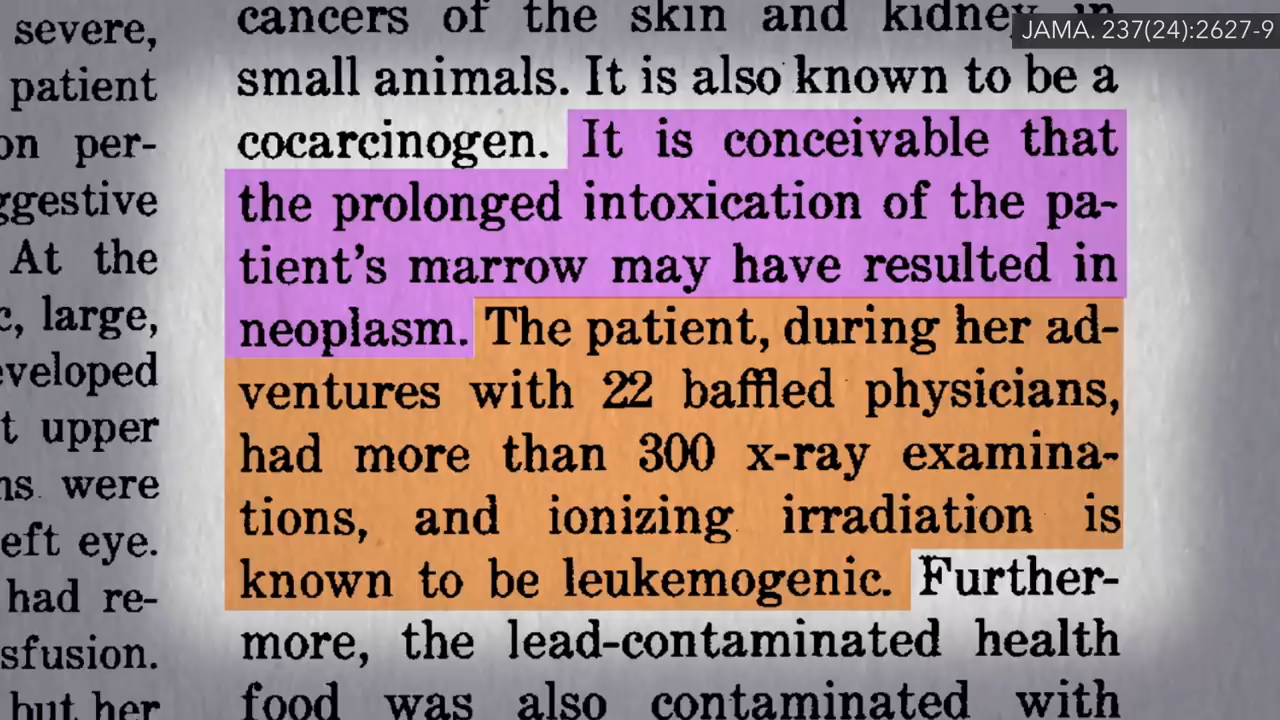 severe,
patient
on per-
ggestive
At the
c, large,
eveloped
t upper
ns were
eft eye.
had re-
sfusion.
but her
cancers of the skin and kidney in
small animals. It is also known to be a
cocarcinogen. It is conceivable that
the prolonged intoxication of the pa-
tient's marrow may have resulted in
neoplasm. The patient, during her ad-
ventures with 22 baffled physicians,
had more than 300 x-ray examina-
tions, and ionizing irradiation is
known to be leukemogenic. Further-
more, the lead-contaminated health
food was also contaminated with
JAMA. 237(24):2627-9